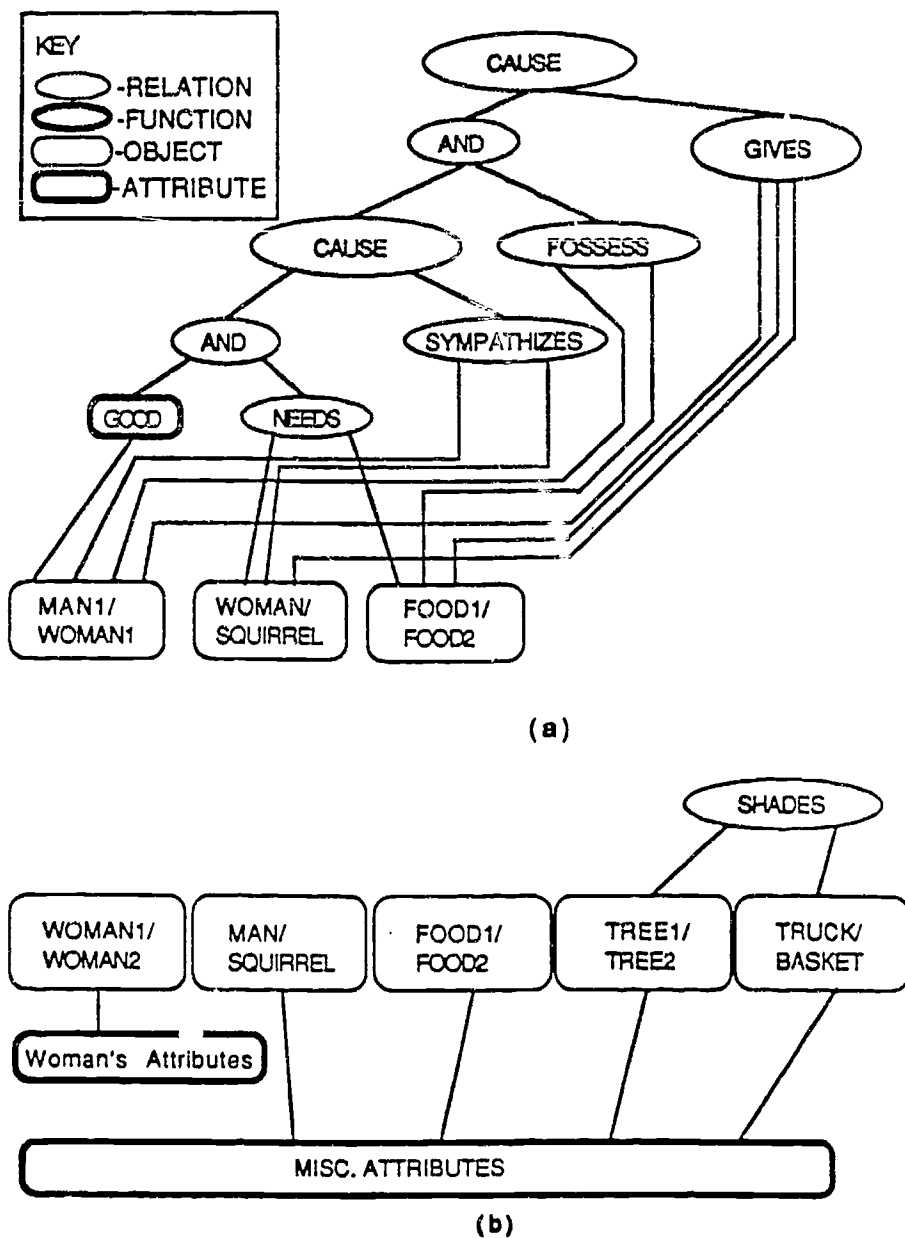 KEY
-RELATION
-FUNCTION
-OBJECT
-ATTRIBUTE
CAUSE
AND
GIVES
CAUSE
FOSSESS
AND
SYMPATHIZES
GOOD
NEEDS
MAN1/
WOMAN1
WOMAN/
SQUIRREL
FOOD1/
FOOD2
(a)
SHADES
WOMAN1/
WOMAN2
MAN/
SQUIRREL
FOOD1/
FOOD2
TREE1/
TREE2
TRUCK/
BASKET
Woman's Attributes
MISC. ATTRIBUTES
(b)